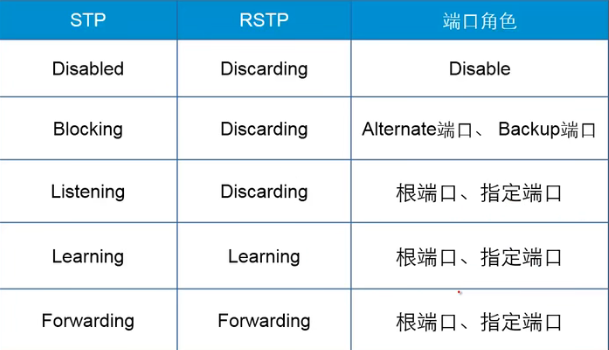 STP RSTP 端口角色
Disabled Discarding Disable
Blocking Discarding Alternate端口、 Backup端口
Listening Discarding 根端口、指定端口
Learning Learning 根端口、指定端口
Forwarding Forwarding 根端口、指定端口